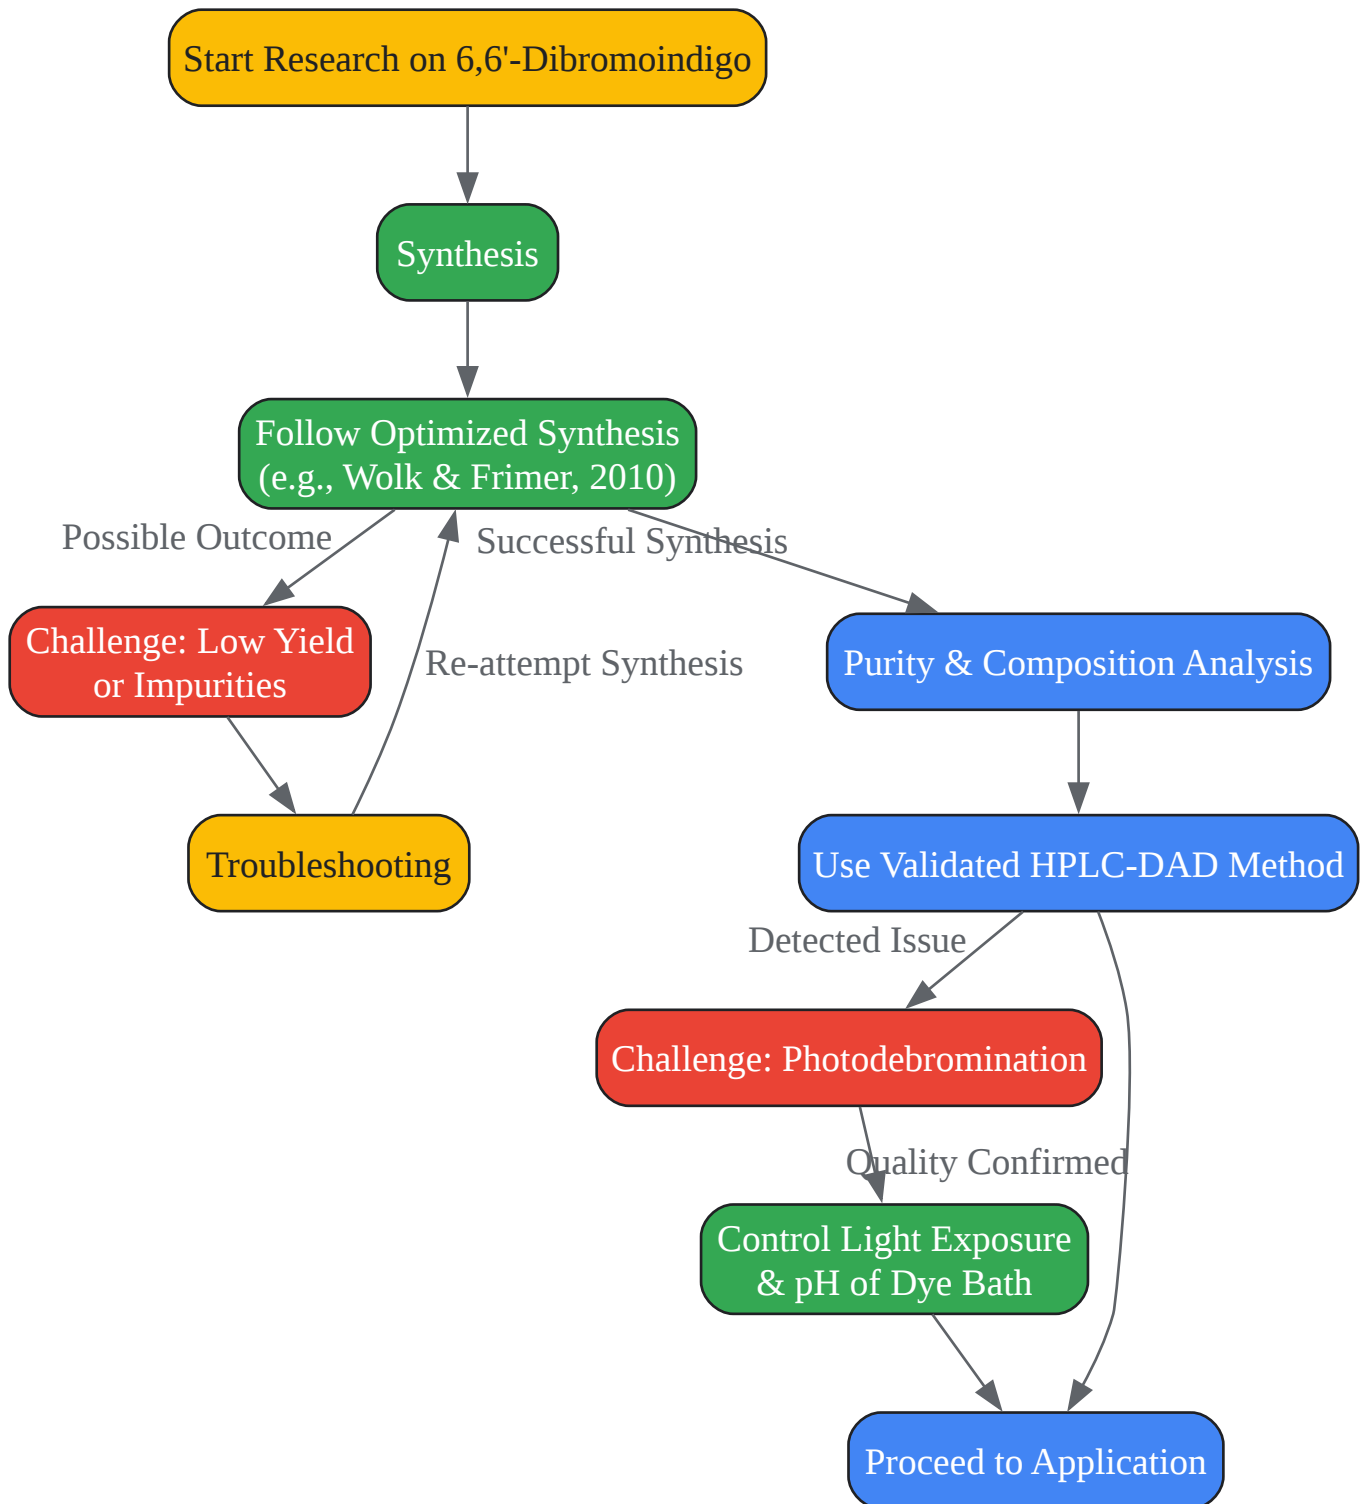 Start Research on 6,6'-Dibromoindigo
Synthesis
Follow Optimized Synthesis
(e.g., Wolk & Frimer, 2010)
Possible Outcome
Successful Synthesis
Challenge: Low Yield
or Impurities
Re-attempt Synthesis
Purity & Composition Analysis
Troubleshooting
Use Validated HPLC-DAD Method
Detected Issue
Challenge: Photodebromination
Quality Confirmed
Control Light Exposure
& pH of Dye Bath
Proceed to Application